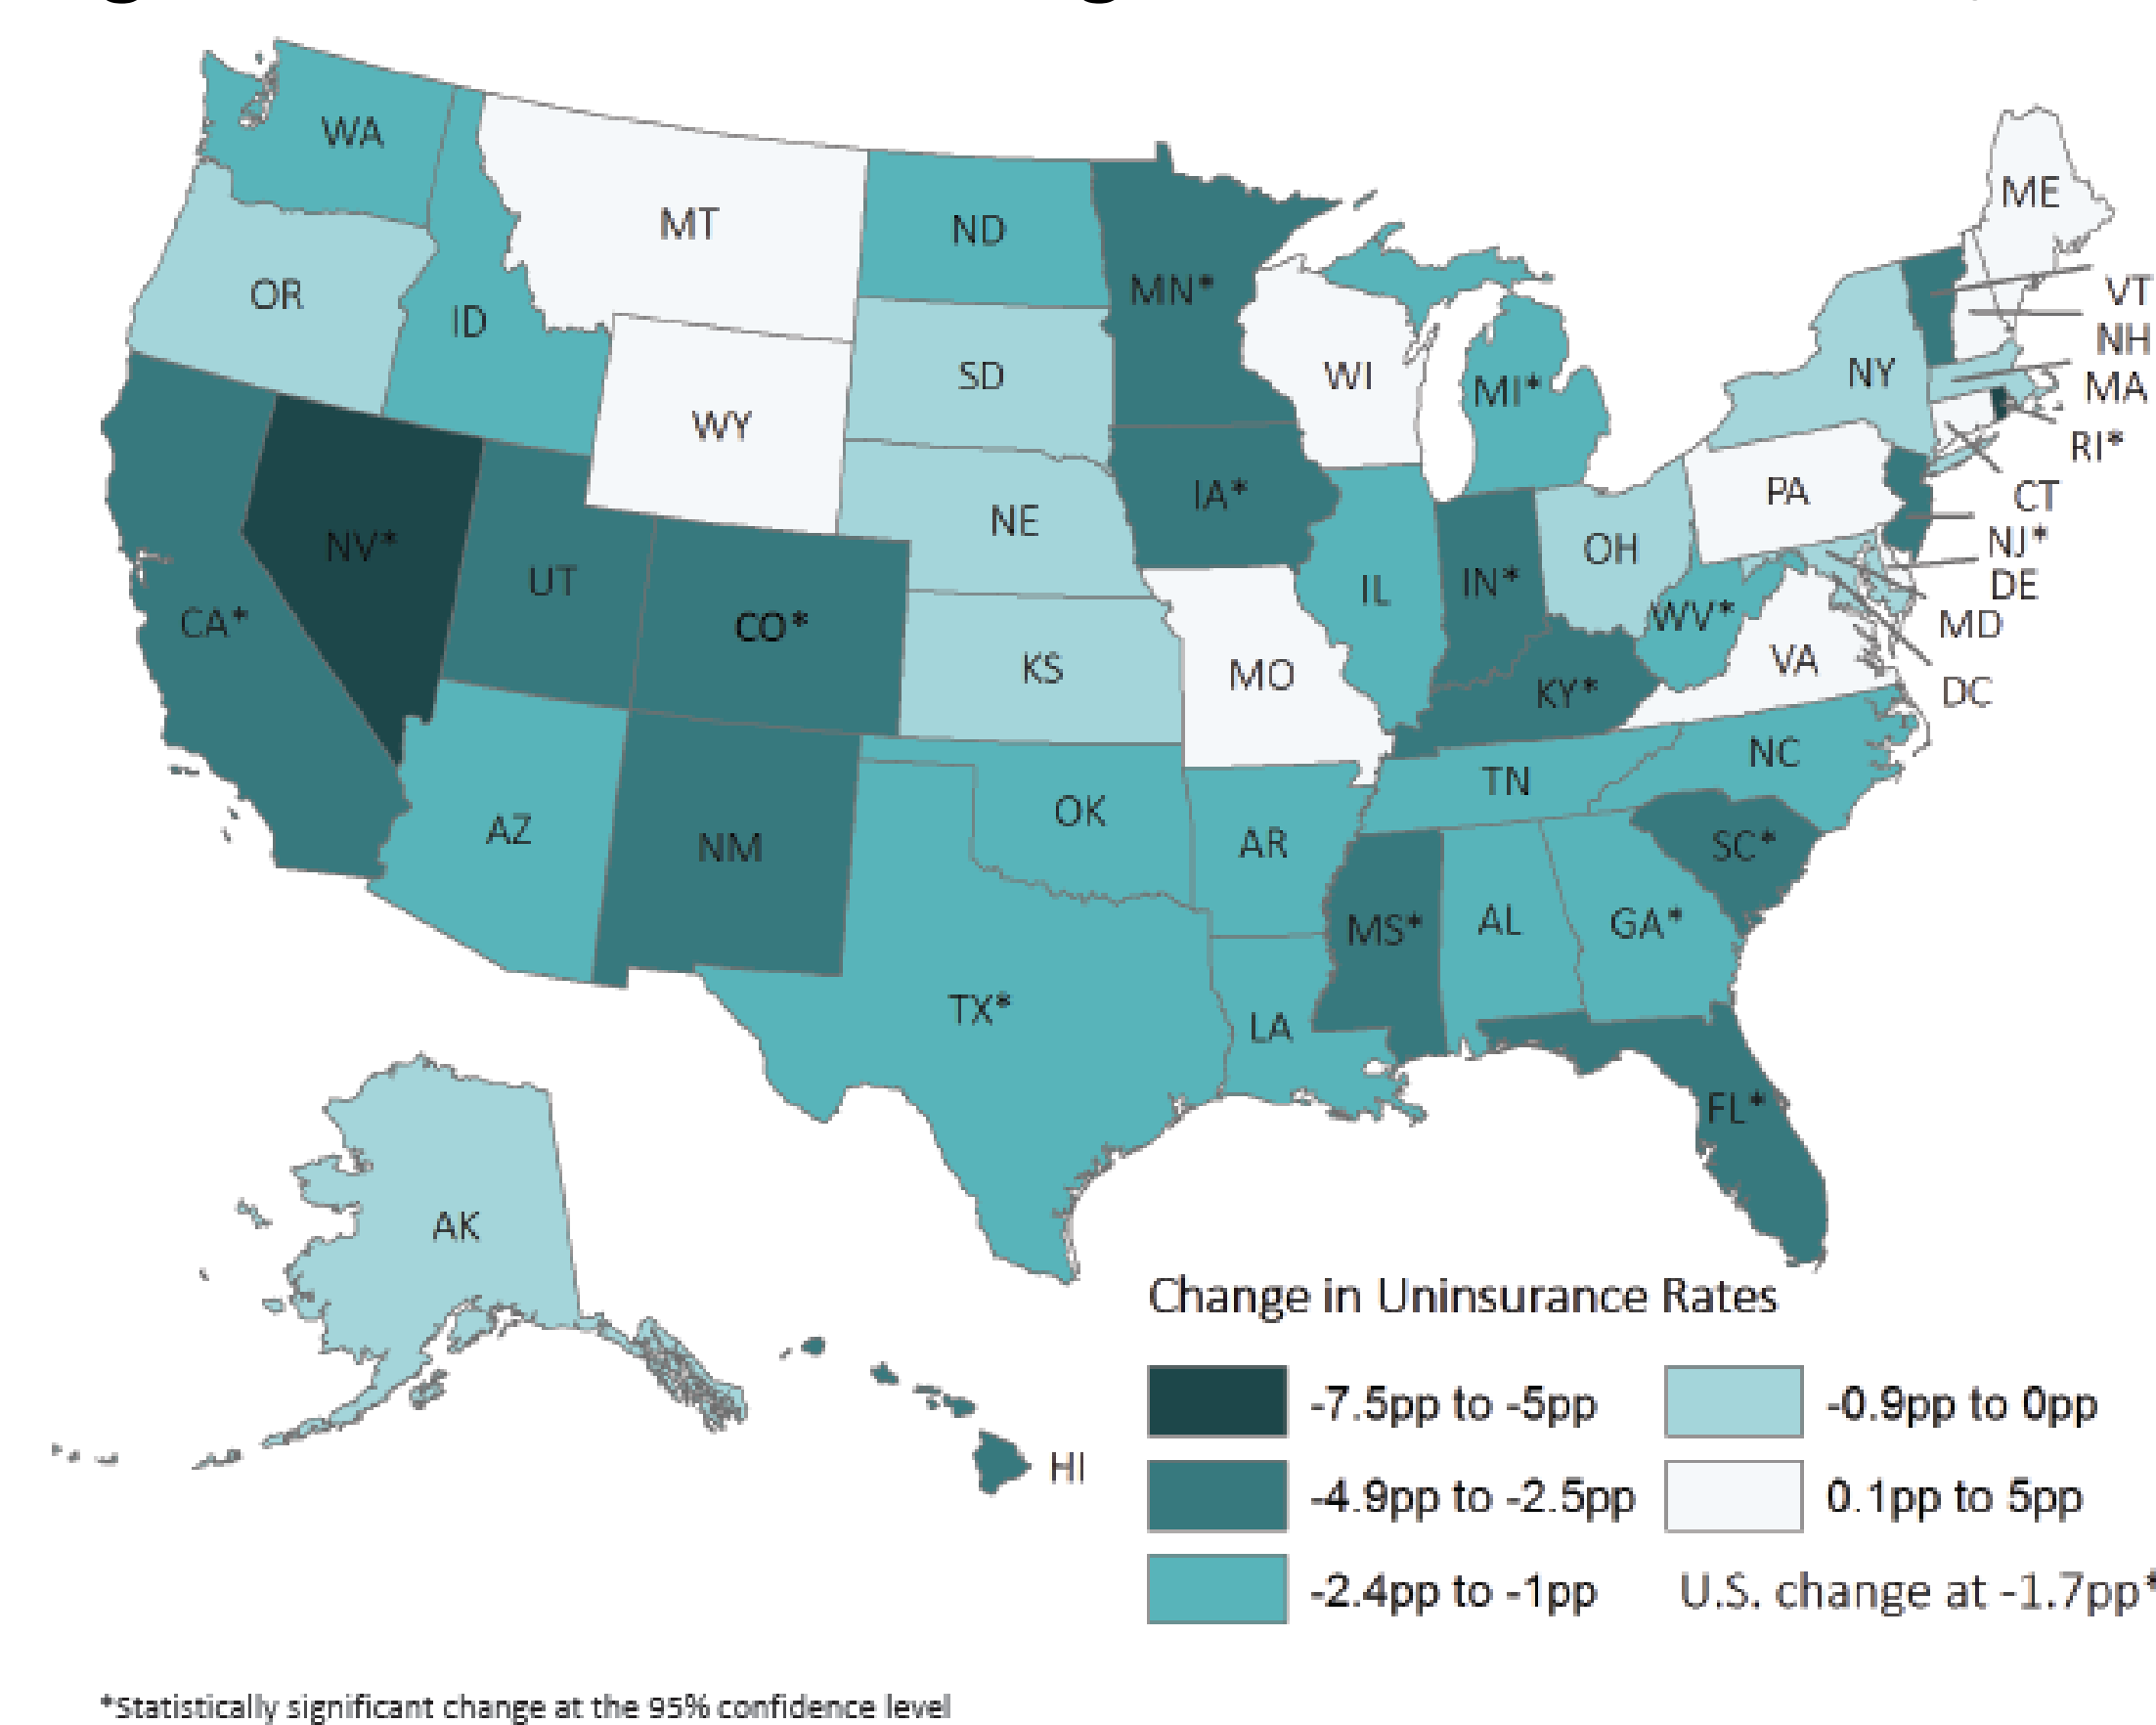 WA
MT
ND
MN*
ME
OR
ID
SD
WI
MI*
NY
VT
NH
MA
RI*
WY
NE
IA*
PA
CT
NJ*
DE
MD
DC
NV*
UT
CO*
CA*
KS
MO
IL
IN*
OH
WV*
VA
KY*
AZ
NM
OK
AR
TN
NC
SC*
TX*
LA
MS*
AL
GA*
FL*
AK
HI
Change in Uninsurance Rates
-7.5pp to -5pp
-0.9pp to 0pp
-4.9pp to -2.5pp
0.1pp to 5pp
-2.4pp to -1pp
U.S. change at -1.7pp*
*Statistically significant change at the 95% confidence level